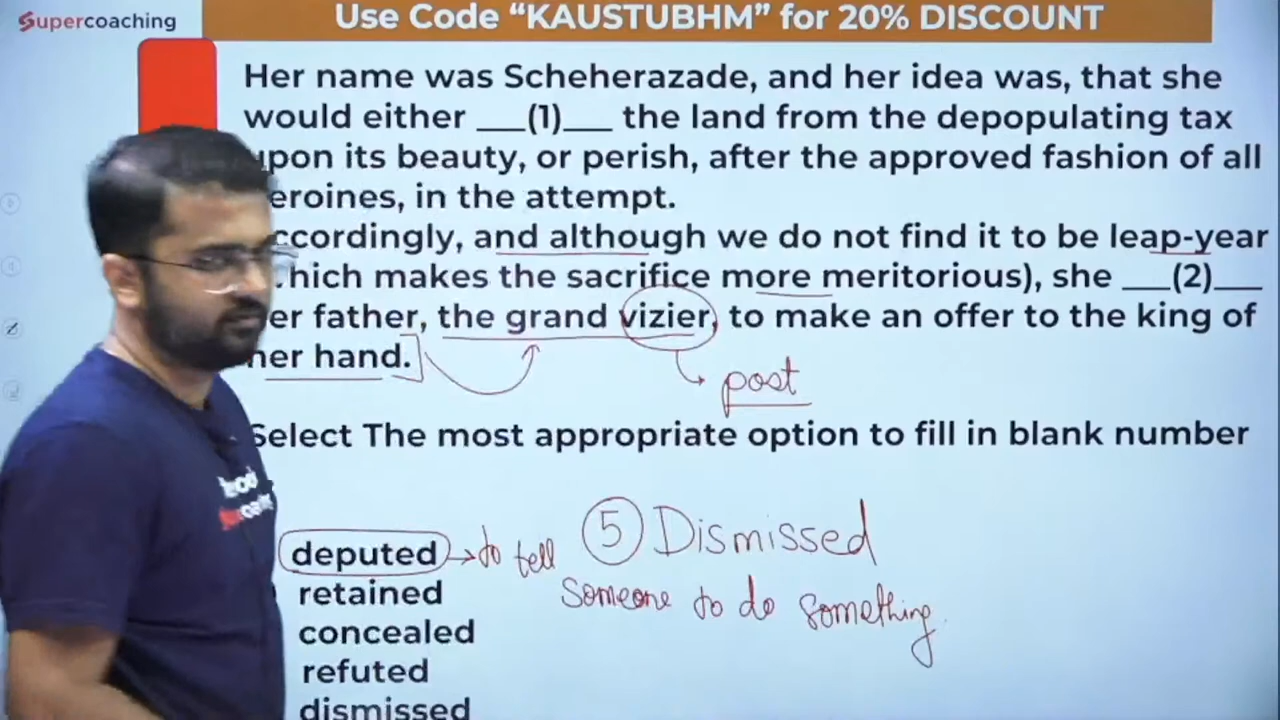 Supercoaching
Use Code “KAUSTUBHM” for 20% DISCOUNT
Her name was Scheherazade, and her idea was, that she
would either ___(1)___ the land from the depopulating tax
upon its beauty, or perish, after the approved fashion of all
eroines, in the attempt.
ccordingly, and although we do not find it to be leap-year
hich makes the sacrifice more meritorious), she ___(2)___
er father, the grand vizier, to make an offer to the king of
her hand.
post
Select The most appropriate option to fill in blank number
5 Dismissed
deputed → to tell
someone to do something
retained
concealed
refuted
dismissed